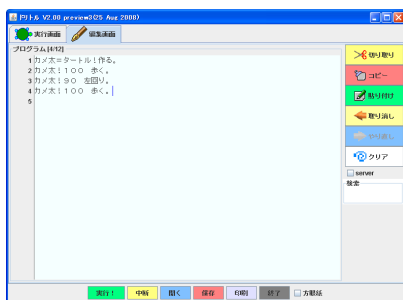 ドリトル V2.00 preview3(25 Aug 2008)
実行画面 編集画面
プログラム[4/12]
1 カメ太=タートル!作る。
2 カメ太!100 歩く。
3 カメ太!90 左回り。
4 カメ太!100 歩く。
5
切り取り
コピー
貼り付け
取り消し
やり直し
クリア
server
検索
実行! 中断 開く 保存 印刷 終了 方眼紙